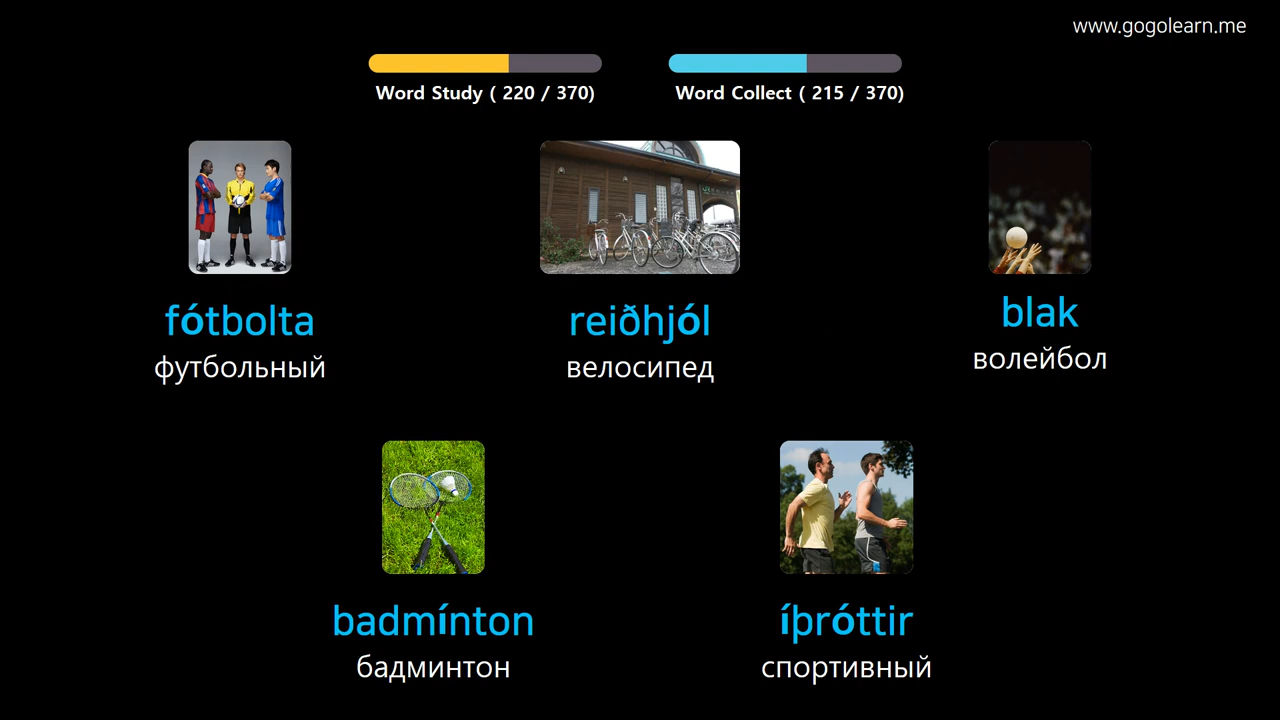 www.gogolearn.me
Word Study ( 220 / 370)
Word Collect ( 215 / 370)
fótbolta
футбольный
reiðhjól
велосипед
blak
волейбол
badmínton
бадминтон
íþróttir
спортивный